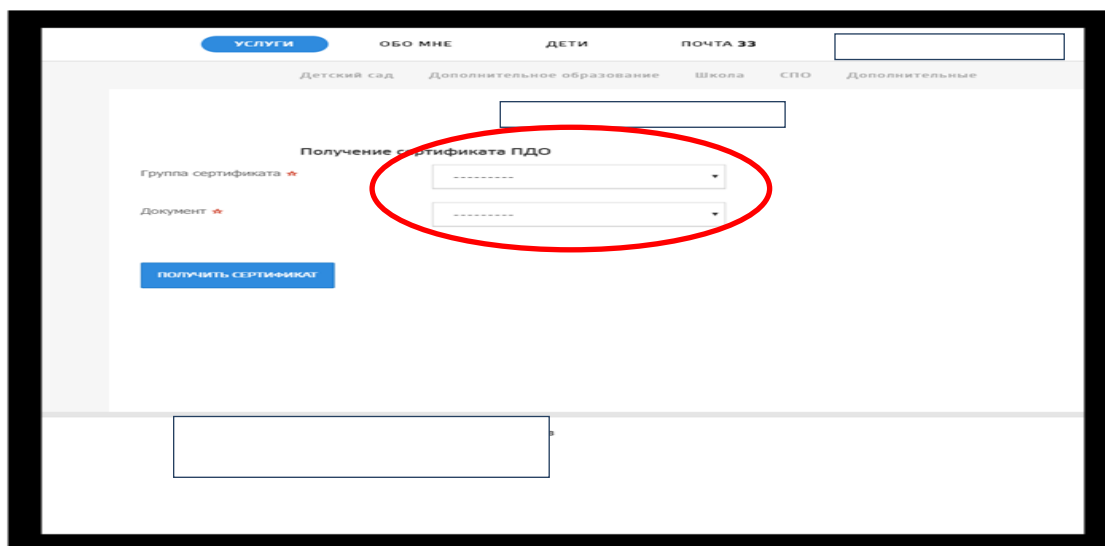 УСЛУГИ ОБО МНЕ ДЕТИ ПОЧТА 33
Детский сад Дополнительное образование Школа СПО Дополнительные
Получение сертификата ПДО
Группа сертификата * ---------
Документ * ---------
ПОЛУЧИТЬ СЕРТИФИКАТ